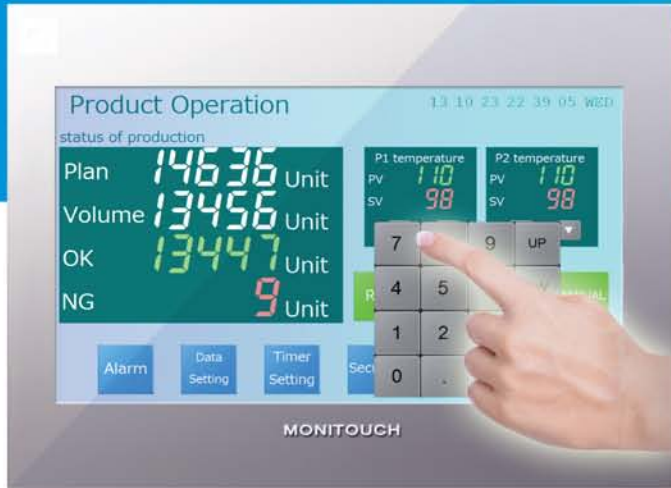 Product Operation
13 10 23 22 39 05 WED
status of production
Plan 14636 Unit
Volume 13456 Unit
OK 13447 Unit
NG 9 Unit
P1 temperature
PV 110
SV 98
P2 temperature
PV 110
SV 98
7 9 UP
4 5
1 2
0 .
Alarm
Data
Setting
Timer
Setting
MONITOUCH